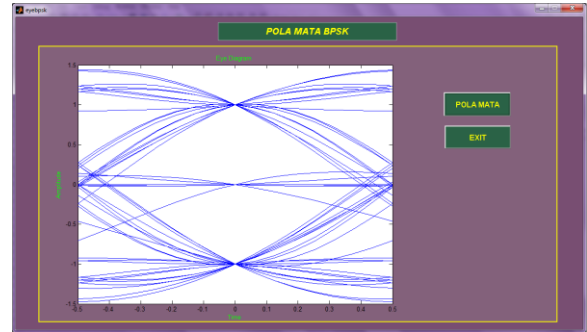 eyebpsk
POLA MATA BPSK
Eye Diagram
1.5
1
0.5
0
-0.5
-1
-1.5
Amplitude
-0.5 -0.4 -0.3 -0.2 -0.1 0 0.1 0.2 0.3 0.4 0.5
Time
POLA MATA
EXIT